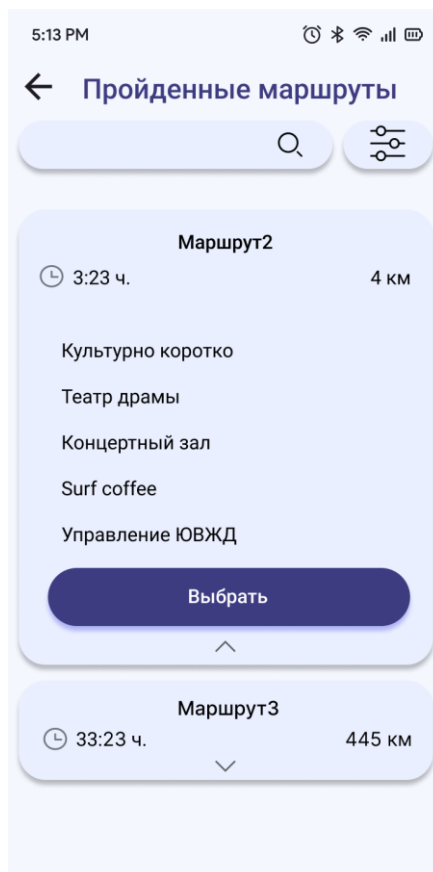 5:13 PM
Пройденные маршруты
Маршрут2
3:23 ч. 4 км
Культурно коротко
Театр драмы
Концертный зал
Surf coffee
Управление ЮВЖД
Выбрать
Маршрут3
33:23 ч. 445 км